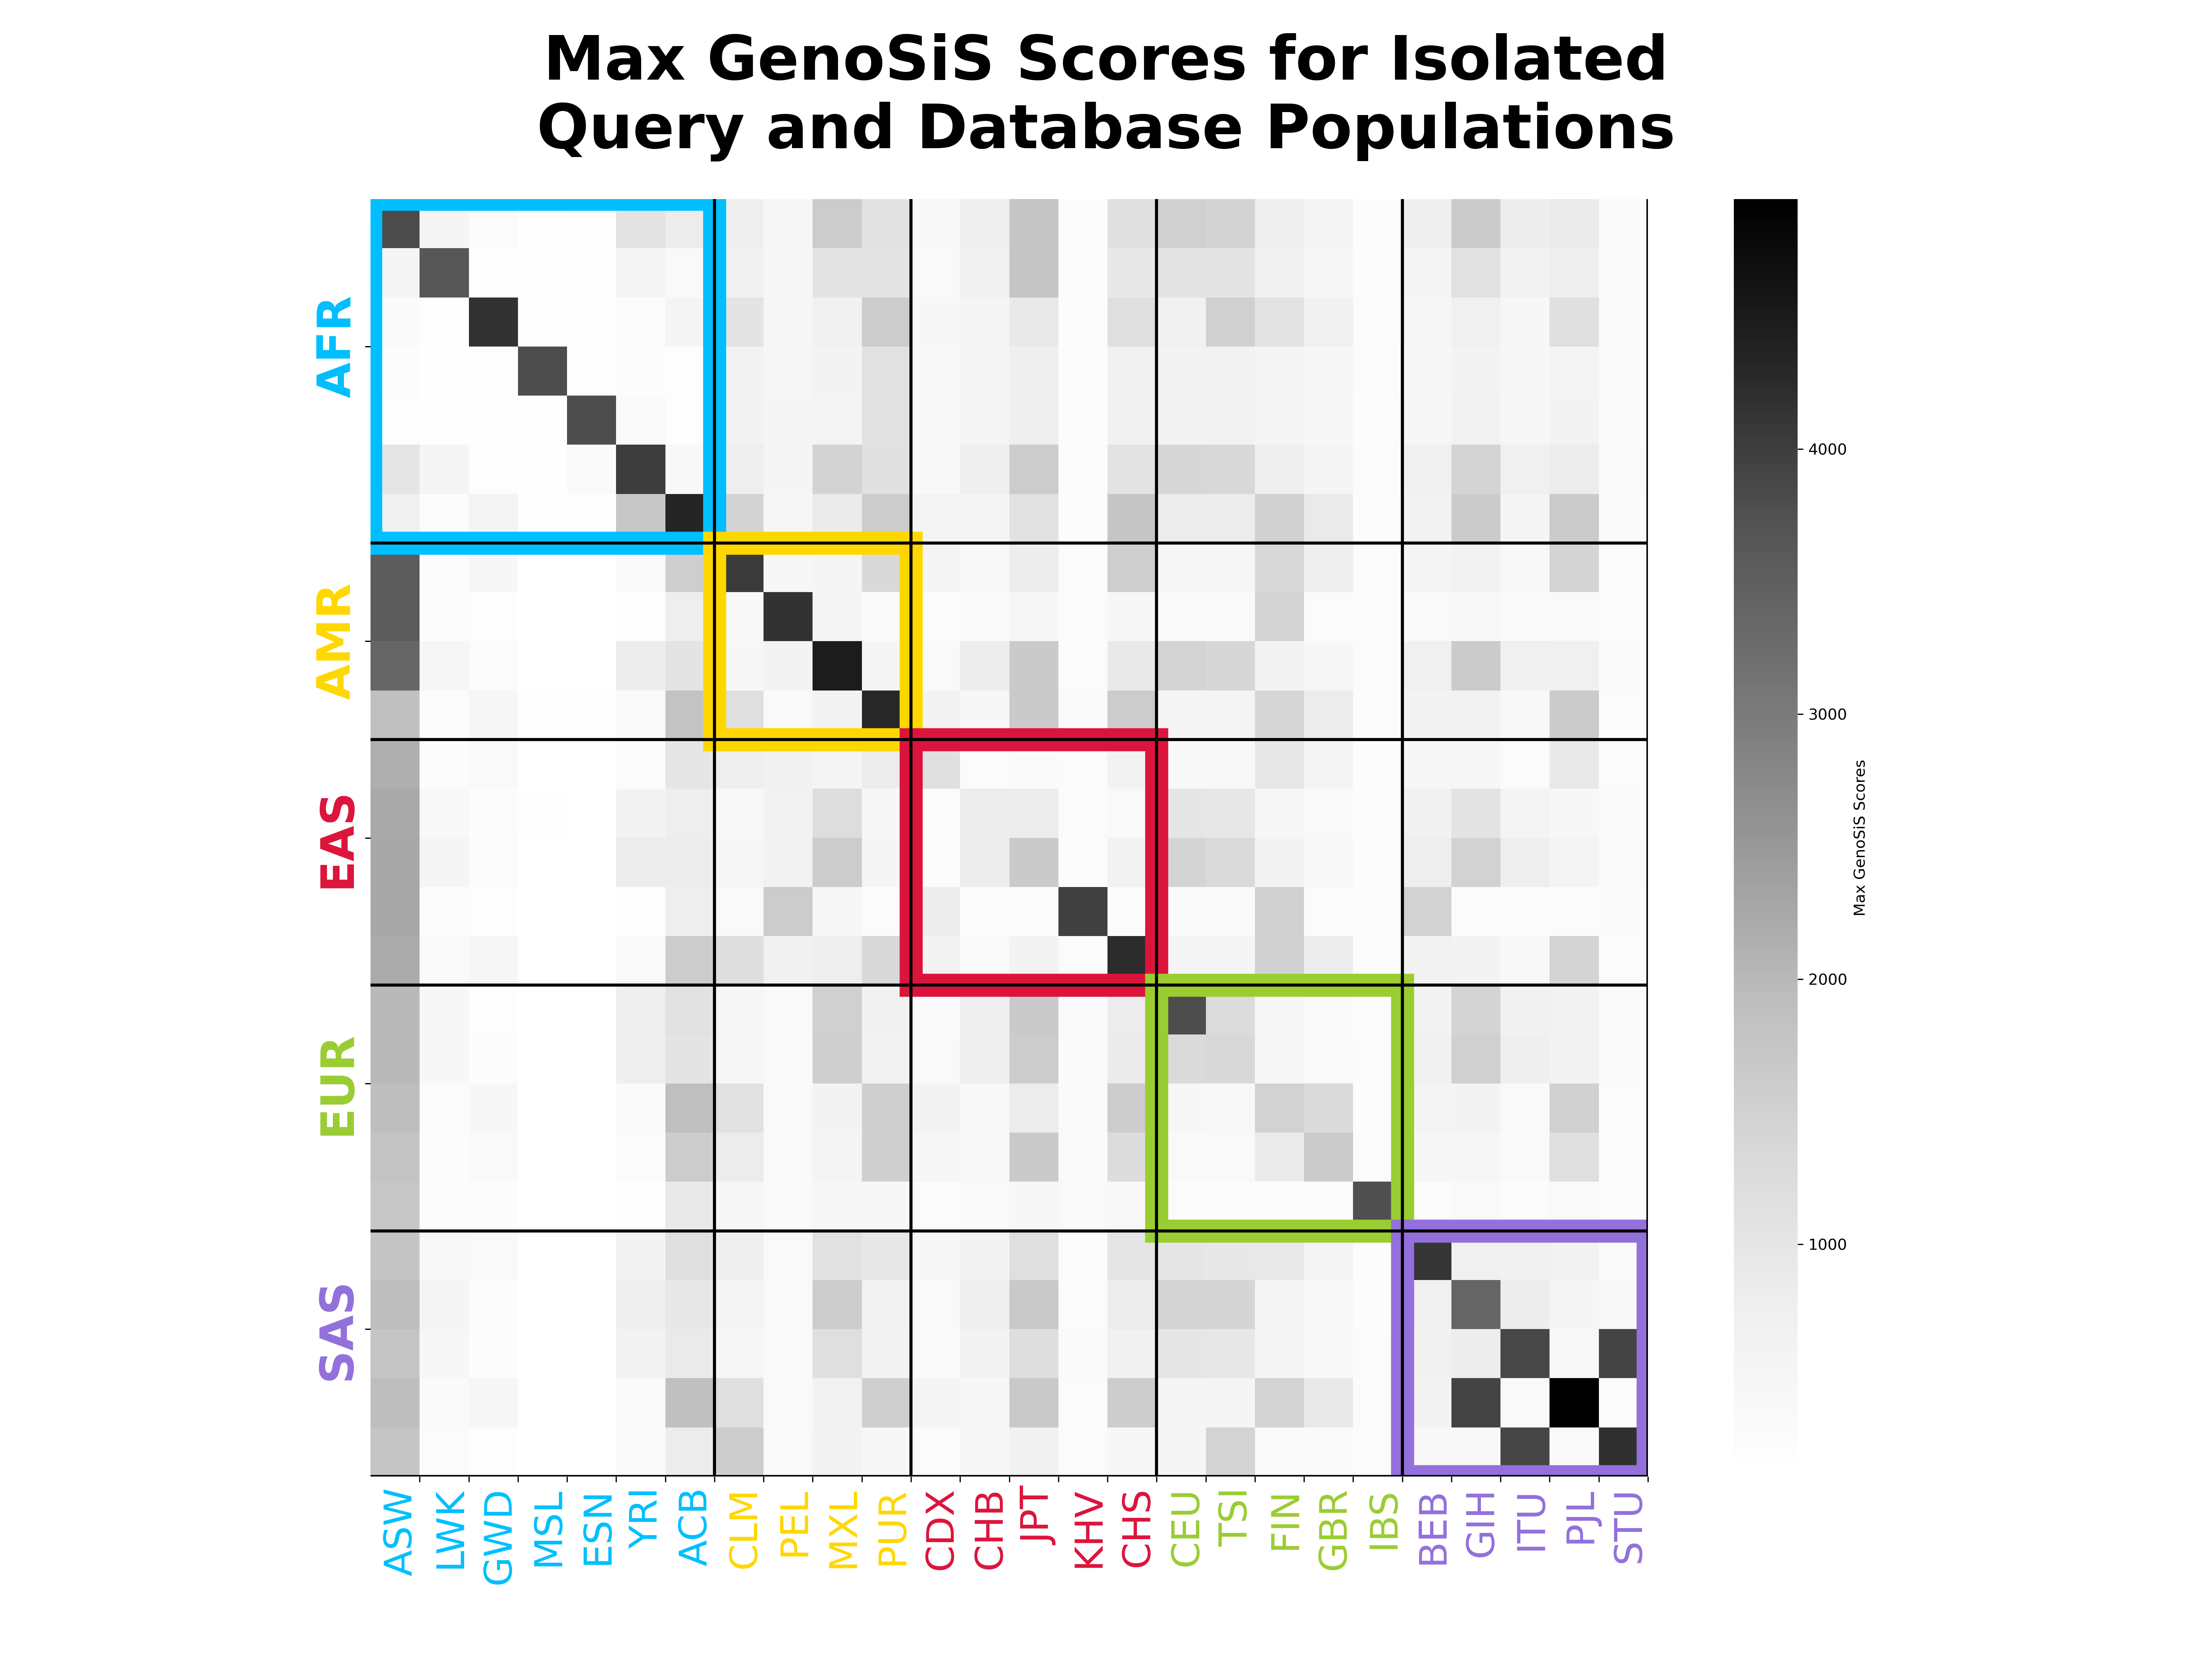 Max GenoSiS Scores for Isolated
Query and Database Populations
AFR
AMR
EAS
EUR
SAS
ASW
LWK
GWD
MSL
ESN
YRI
ACB
CLM
PEL
MXL
PUR
CDX
CHB
JPT
KHV
CHS
CEU
TSI
FIN
GBR
IBS
BEB
GIH
ITU
PJL
STU
4000
3000
2000
1000
Max GenoSiS Scores